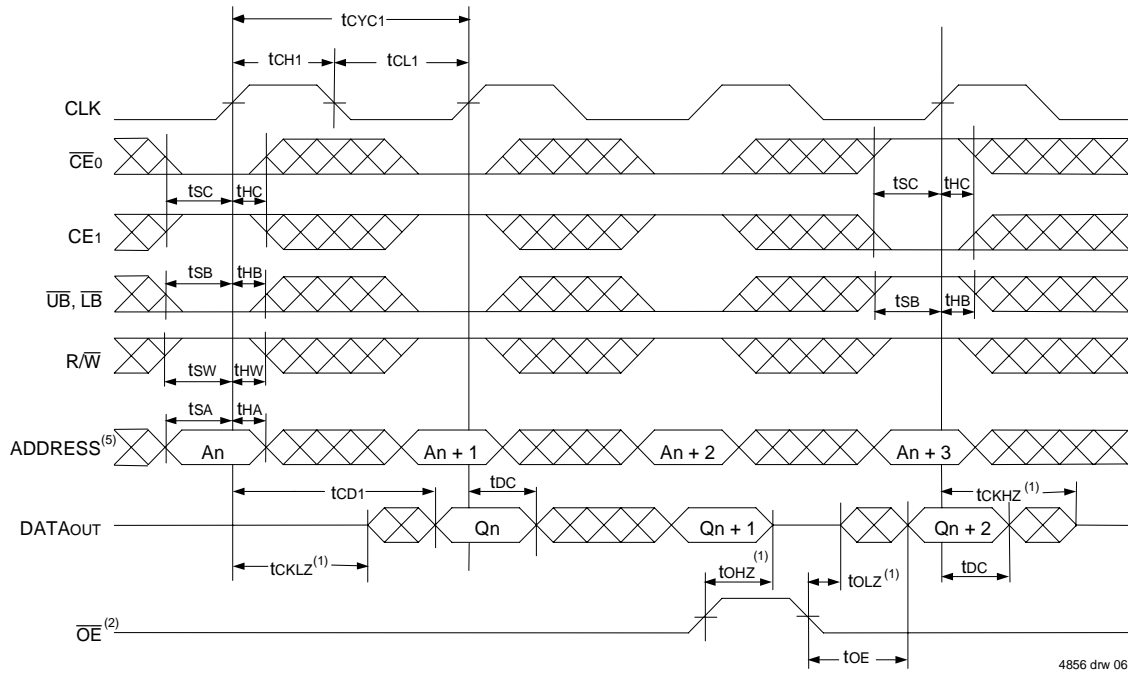 tCYC1
tCH1 tCL1
CLK
CE0
tSC tHC tSC tHC
CE1
tSB tHB
UB, LB
tSB tHB
R/W
tSW tHW
tSA tHA
ADDRESS(5) An An + 1 An + 2 An + 3
tCD1 tDC tCKHZ(1)
DATAOUT Qn Qn + 1 Qn + 2
tCKLZ(1) tOHZ(1) tOLZ(1) tDC
OE(2)
tOE
4856 drw 06